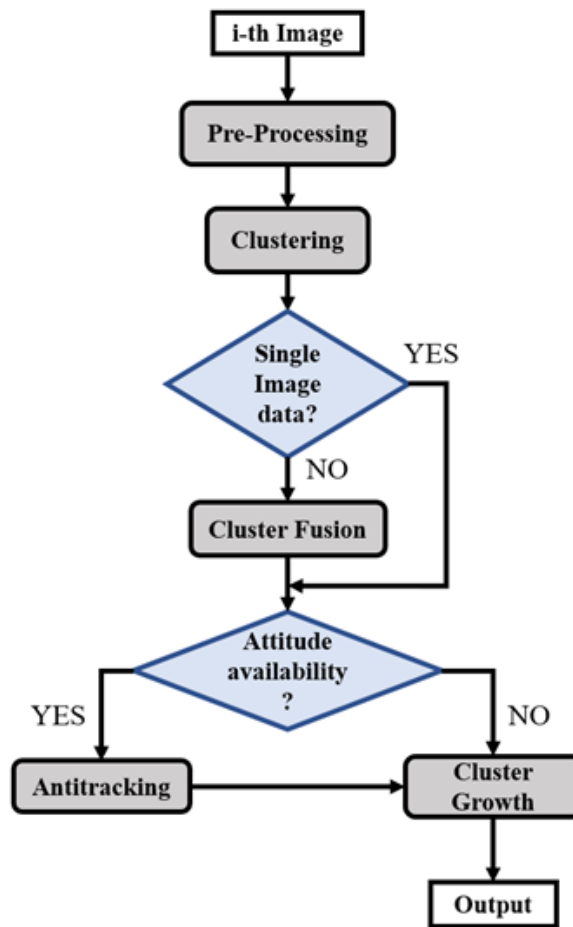 i-th Image
Pre-Processing
Clustering
Single
Image
data?
YES
NO
Cluster Fusion
Attitude
availability
?
YES
NO
Antitracking
Cluster
Growth
Output